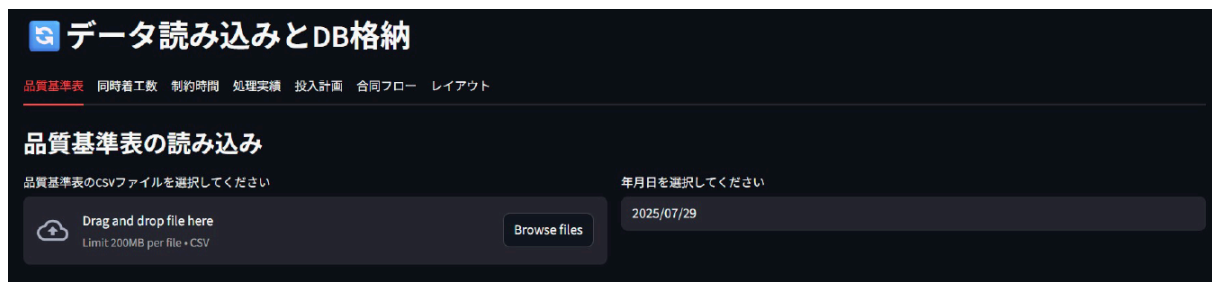 データ読み込みとDB格納
品質基準表 同時着工数 制約時間 処理実績 投入計画 合同フロー レイアウト
品質基準表の読み込み
品質基準表のCSVファイルを選択してください
Drag and drop file here
Limit 200MB per file • CSV
Browse files
年月日を選択してください
2025/07/29